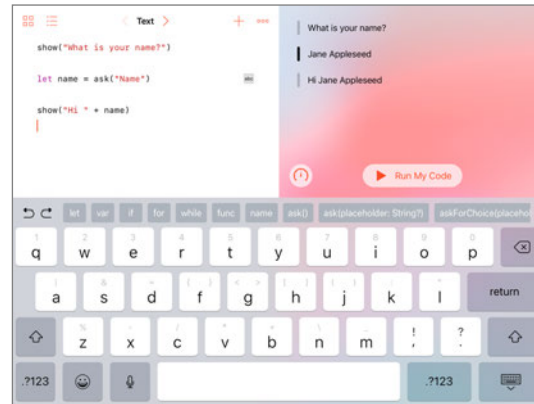 Text
show("What is your name?")
let name = ask("Name")
abc
show("Hi " + name)
What is your name?
Jane Appleseed
Hi Jane Appleseed
Run My Code
let var if for while func name ask() ask(placeholder: String?) askForChoice(placehol
1 2 3 4 5 6 7 8 9 0
q w e r t y u i o p
a s d f g h j k l
return
z x c v b n m ! , ? .
.?123
.?123